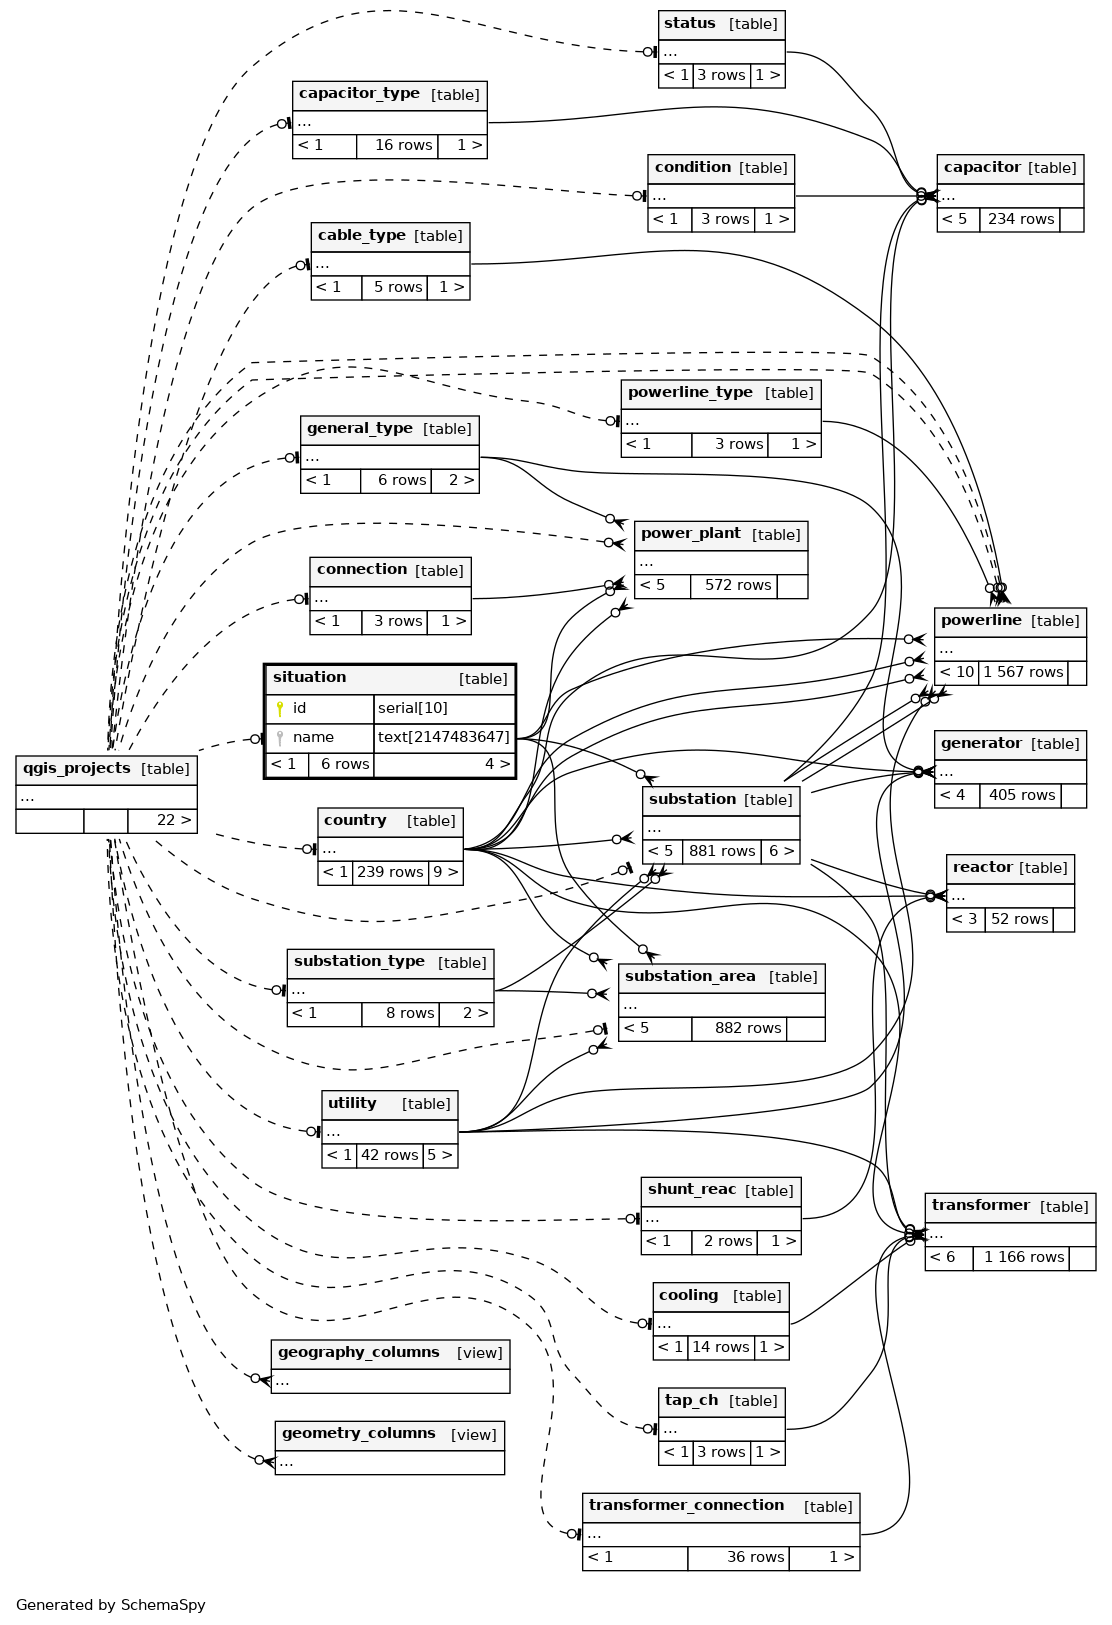 status [table]
...
< 1 3 rows 1 >
capacitor_type [table]
...
< 1 16 rows 1 >
condition [table]
...
< 1 3 rows 1 >
capacitor [table]
...
< 5 234 rows
cable_type [table]
...
< 1 5 rows 1 >
powerline_type [table]
...
< 1 3 rows 1 >
general_type [table]
...
< 1 6 rows 2 >
power_plant [table]
...
< 5 572 rows
connection [table]
...
< 1 3 rows 1 >
powerline [table]
...
< 10 1 567 rows
situation [table]
id serial[10]
name text[2147483647]
< 1 6 rows 4 >
qgis_projects [table]
...
22 >
generator [table]
...
< 4 405 rows
substation [table]
...
< 5 881 rows 6 >
country [table]
...
< 1 239 rows 9 >
reactor [table]
...
< 3 52 rows
substation_type [table]
...
< 1 8 rows 2 >
substation_area [table]
...
< 5 882 rows
utility [table]
...
< 1 42 rows 5 >
shunt_reac [table]
...
< 1 2 rows 1 >
transformer [table]
...
< 6 1 166 rows
cooling [table]
...
< 1 14 rows 1 >
geography_columns [view]
...
tap_ch [table]
...
< 1 3 rows 1 >
geometry_columns [view]
...
transformer_connection [table]
...
< 1 36 rows 1 >
Generated by SchemaSpy